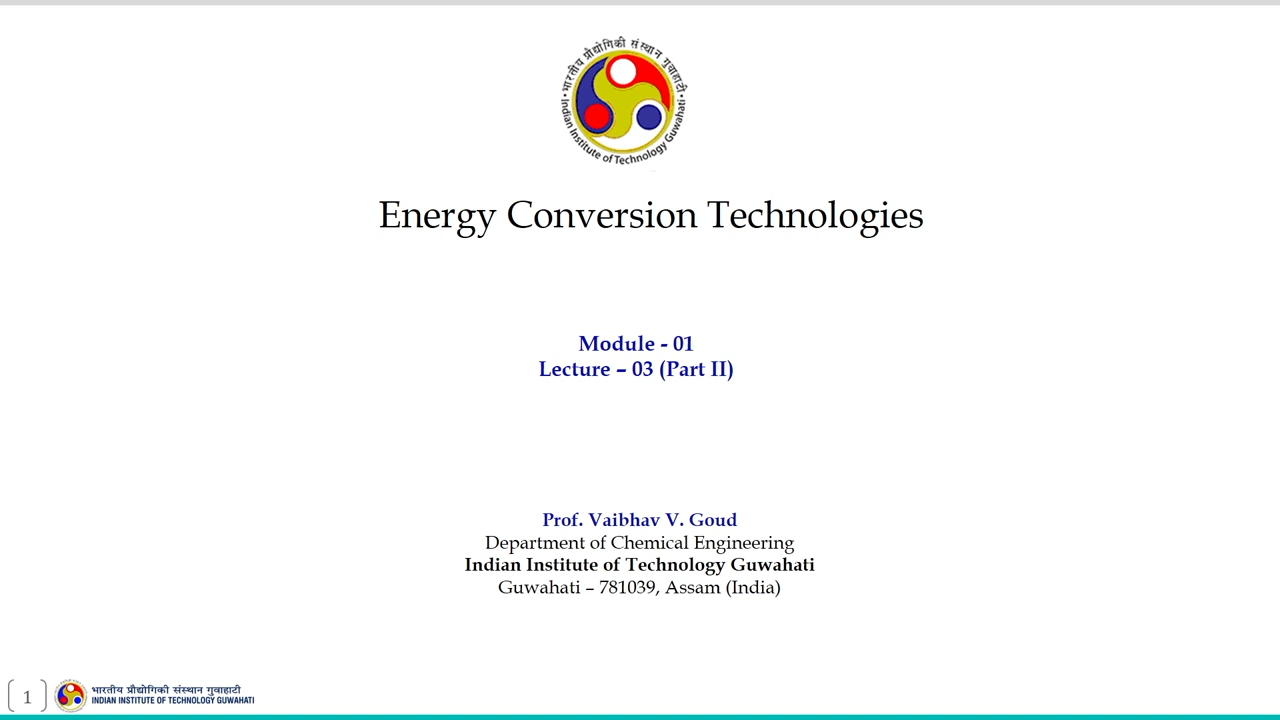 भारतीय प्रौद्योगिकी संस्थान गुवाहाटी
Indian Institute of Technology Guwahati
Energy Conversion Technologies
Module - 01
Lecture – 03 (Part II)
Prof. Vaibhav V. Goud
Department of Chemical Engineering
Indian Institute of Technology Guwahati
Guwahati – 781039, Assam (India)
1
भारतीय प्रौद्योगिकी संस्थान गुवाहाटी
INDIAN INSTITUTE OF TECHNOLOGY GUWAHATI